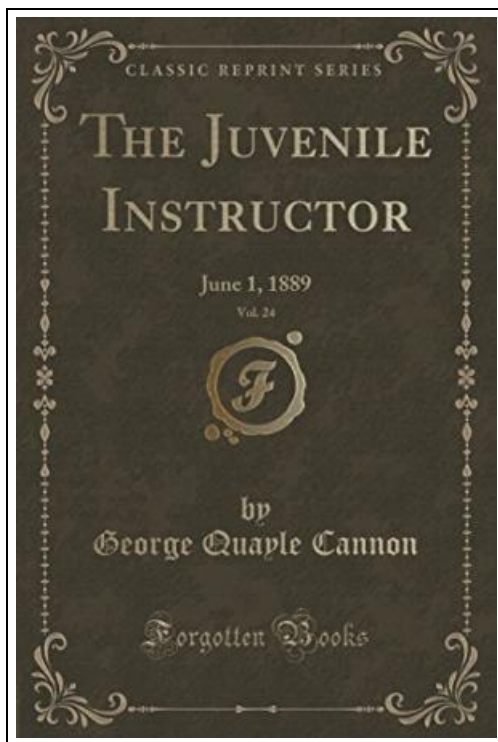 CLASSIC REPRINT SERIES
THE JUVENILE
INSTRUCTOR
June 1, 1889
Vol. 24
F
by
George Quayle Cannon
Forgotten Books